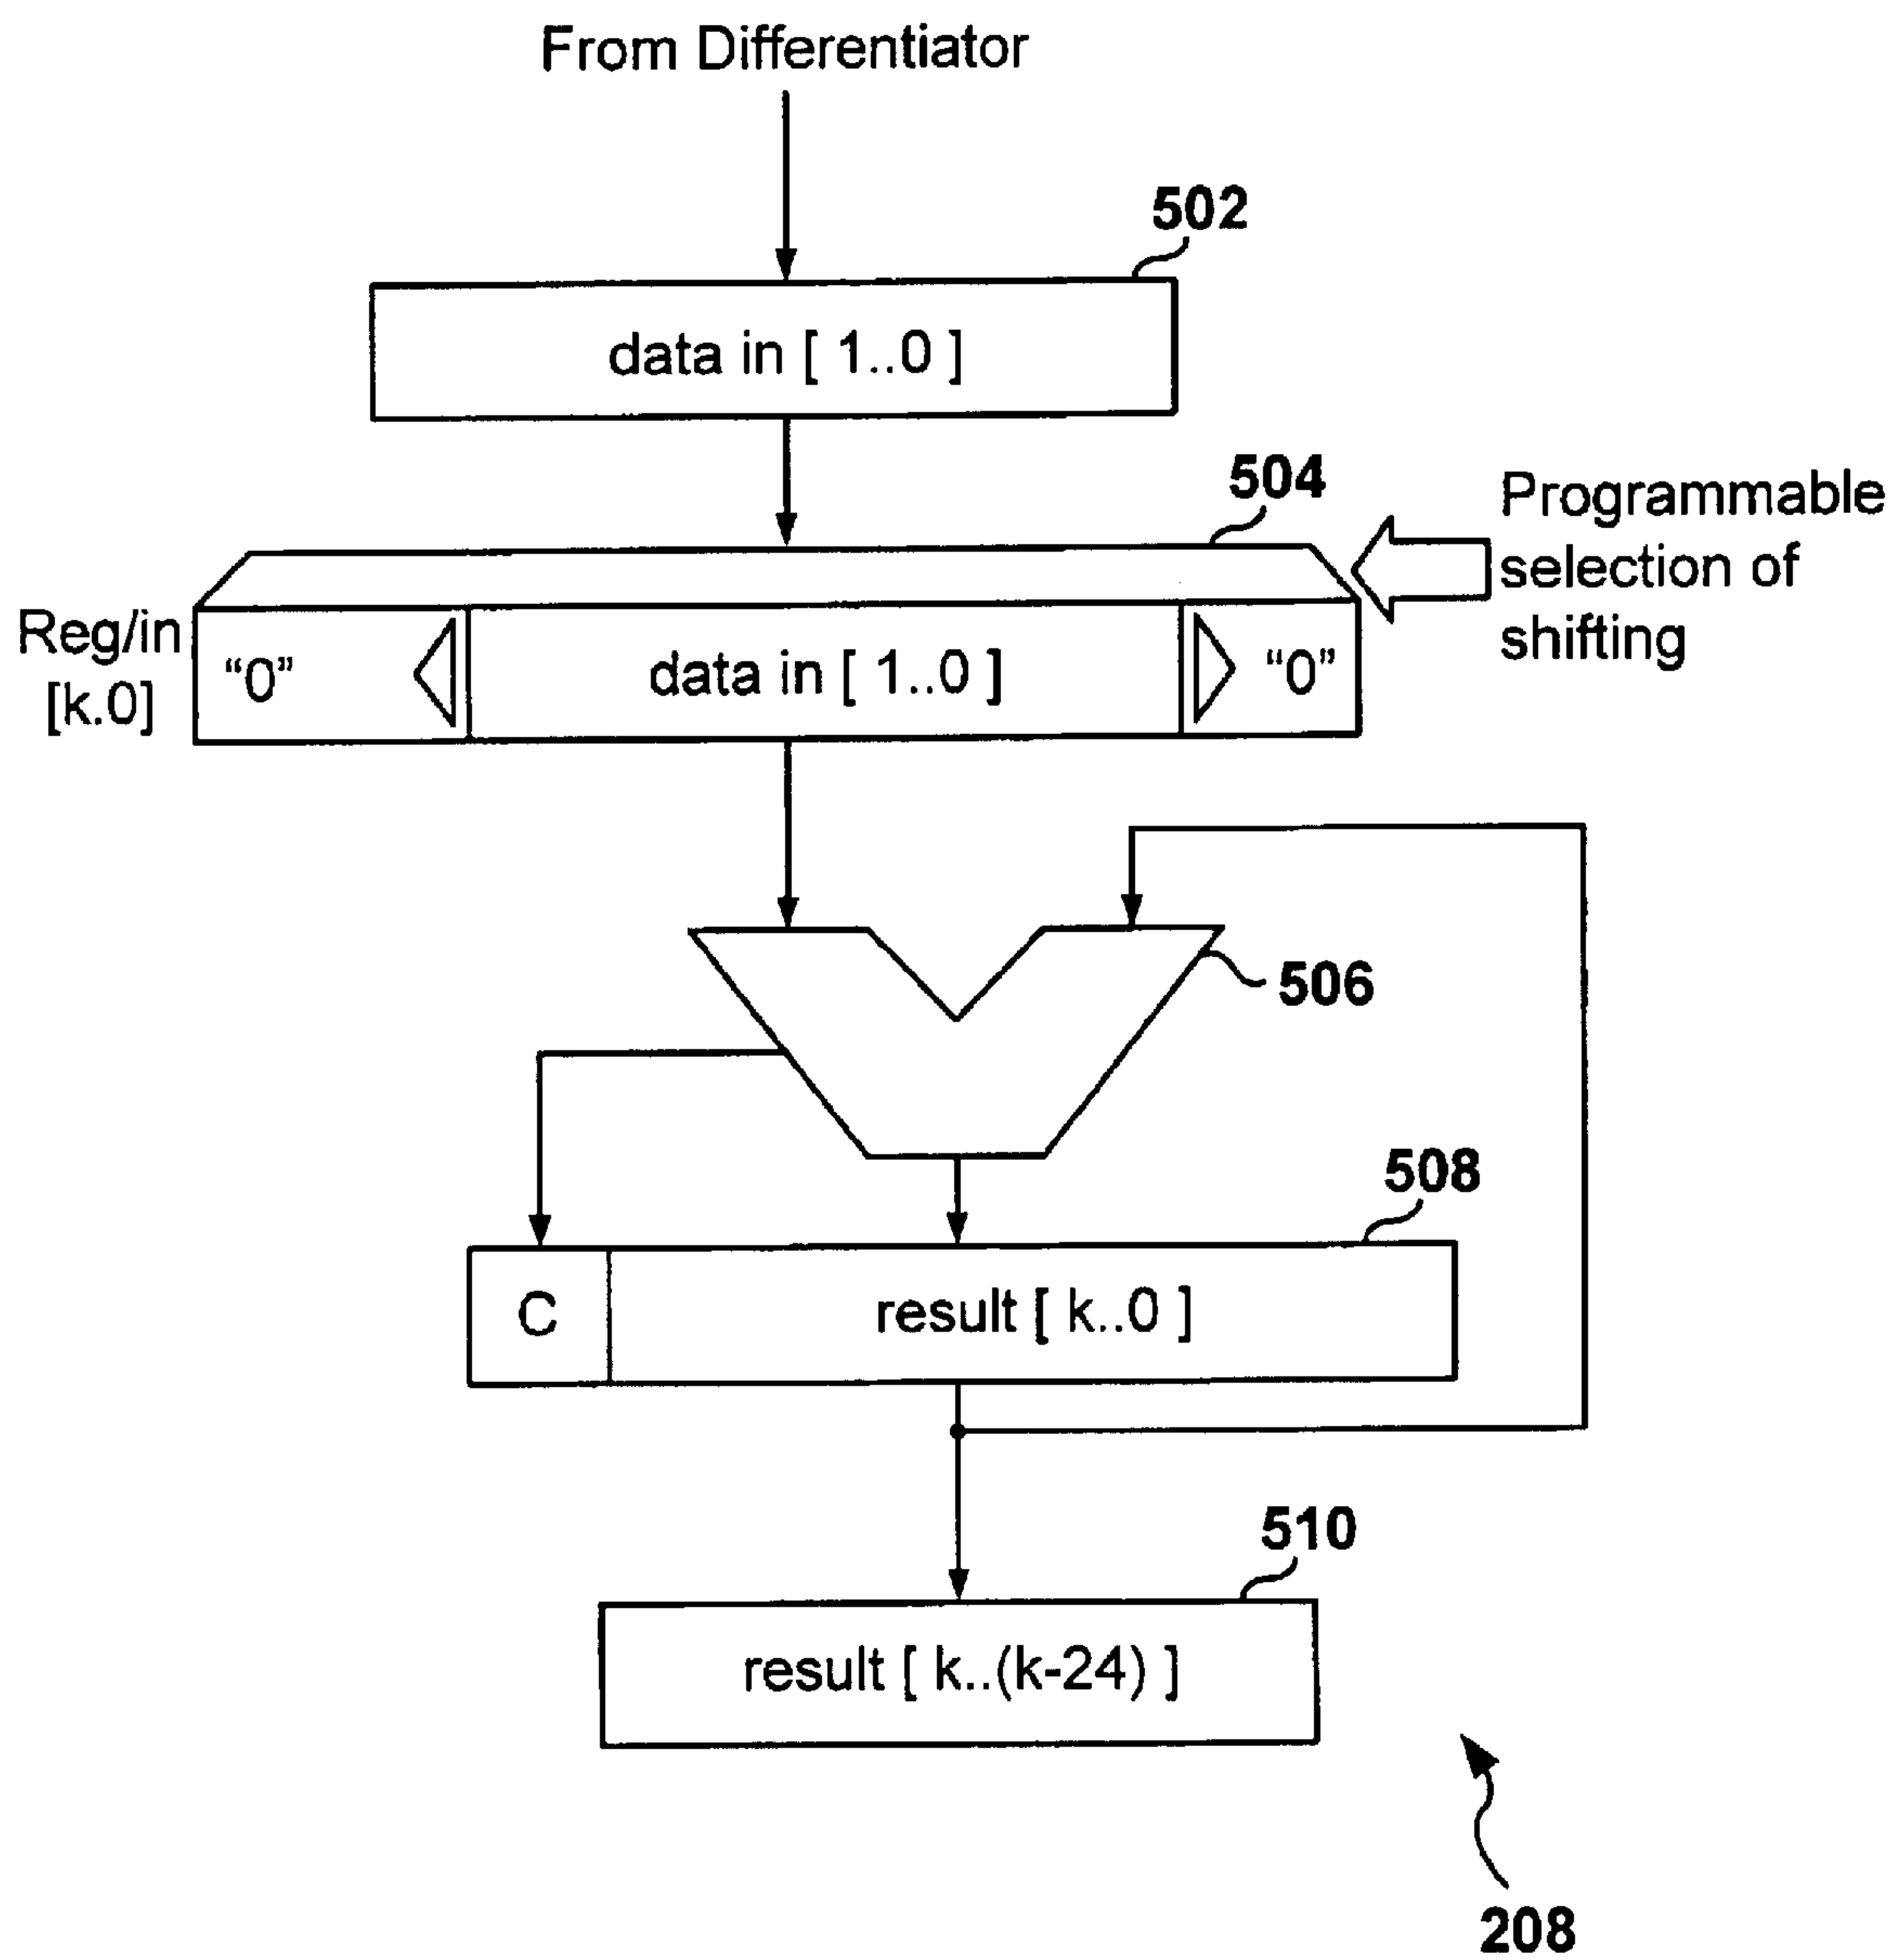 From Differentiator
502
data in [ 1..0 ]
504
Programmable
selection of
shifting
Reg/in
[k.0]
“0”
data in [ 1..0 ]
“0”
506
508
C
result [ k..0 ]
510
result [ k..(k-24) ]
208